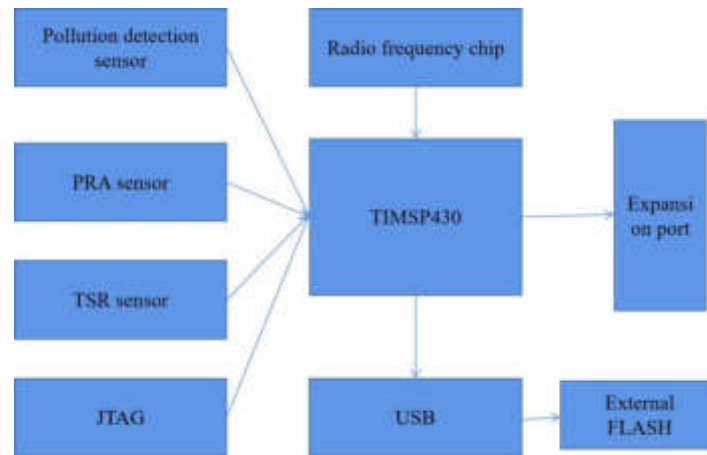 Pollution detection
sensor
Radio frequency chip
PRA sensor
TIMSP430
Expansi
on port
TSR sensor
JTAG
USB
External
FLASH